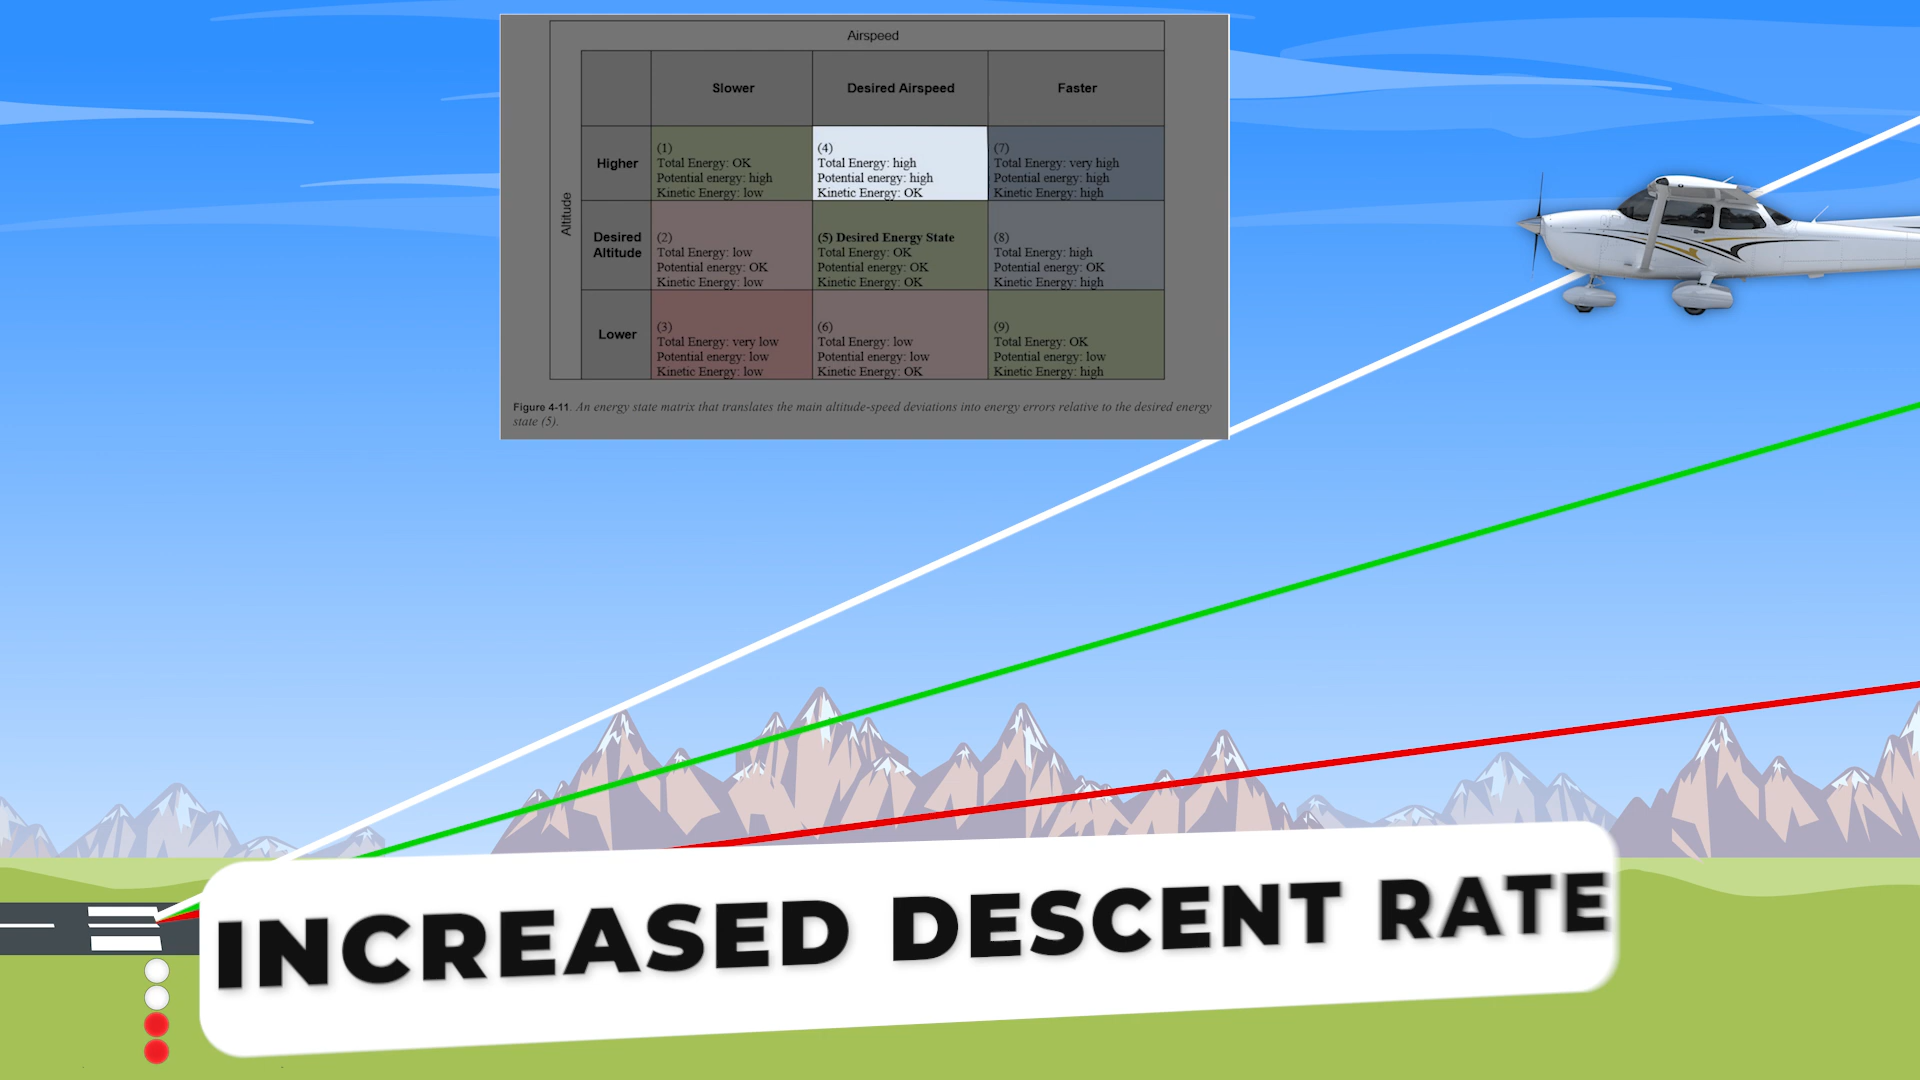 Airspeed
Slower
Desired Airspeed
Faster
Altitude
Higher
(1)
Total Energy: OK
Potential energy: high
Kinetic Energy: low
(4)
Total Energy: high
Potential energy: high
Kinetic Energy: OK
(7)
Total Energy: very high
Potential energy: high
Kinetic Energy: high
Desired
Altitude
(2)
Total Energy: low
Potential energy: OK
Kinetic Energy: low
(5) Desired Energy State
Total Energy: OK
Potential energy: OK
Kinetic Energy: OK
(8)
Total Energy: high
Potential energy: OK
Kinetic Energy: high
Lower
(3)
Total Energy: very low
Potential energy: low
Kinetic Energy: low
(6)
Total Energy: low
Potential energy: low
Kinetic Energy: OK
(9)
Total Energy: OK
Potential energy: low
Kinetic Energy: high
Figure 4-11. An energy state matrix that translates the main altitude-speed deviations into energy errors relative to the desired energy
state (5).
INCREASED DESCENT RATE